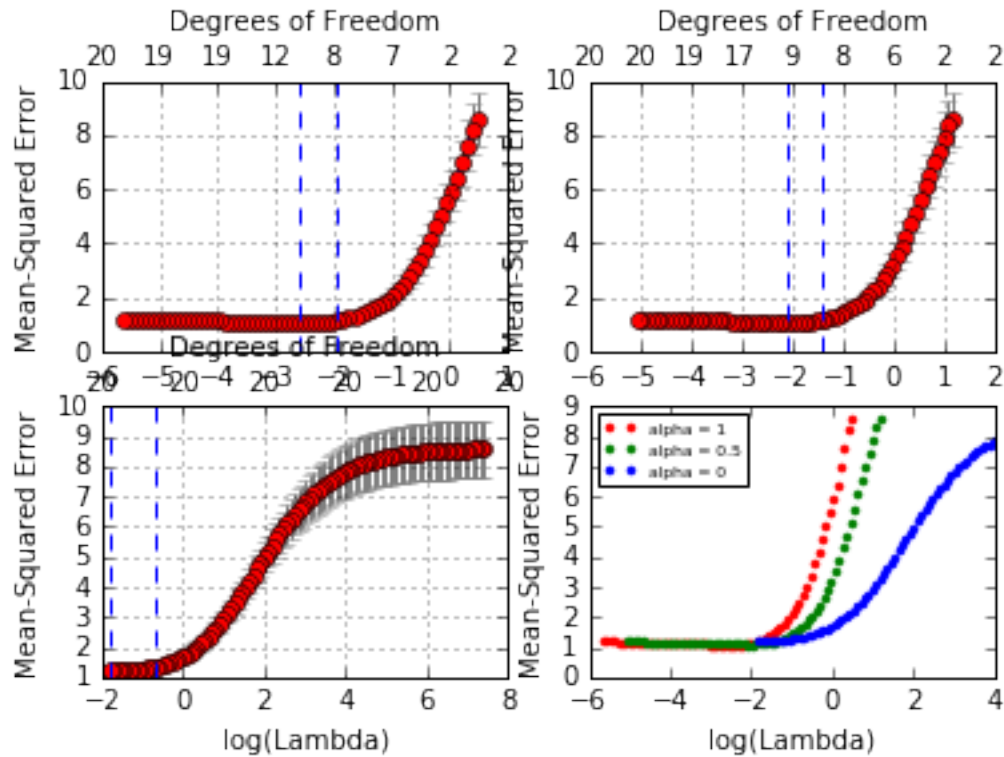 Degrees of Freedom Degrees of Freedom
20 19 19 12 8 7 2 2 20 20 17 9 8 6 2 2
Mean-Squared Error 10 8 6 4 2 0
Mean-Squared Error 10 8 6 4 2 0
−6 −5 −4 −3 −2 −1 0 1 −6 −5 −4 −3 −2 −1 0 1 2
Degrees of Freedom
20 20 20 20 20 20
Mean-Squared Error 10 9 8 7 6 5 4 3 2 1
Mean-Squared Error 9 8 7 6 5 4 3 2 1 0
alpha = 1
alpha = 0.5
alpha = 0
−2 0 2 4 6 8 −6 −4 −2 0 2 4
log(Lambda) log(Lambda)